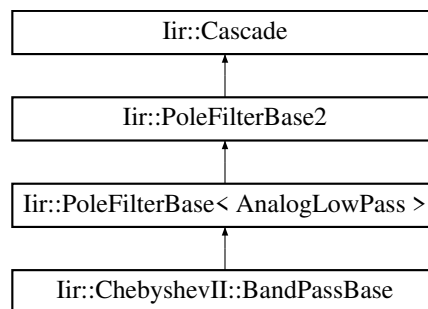 Iir::Cascade
Iir::PoleFilterBase2
Iir::PoleFilterBase< AnalogLowPass >
Iir::ChebyshevII::BandPassBase